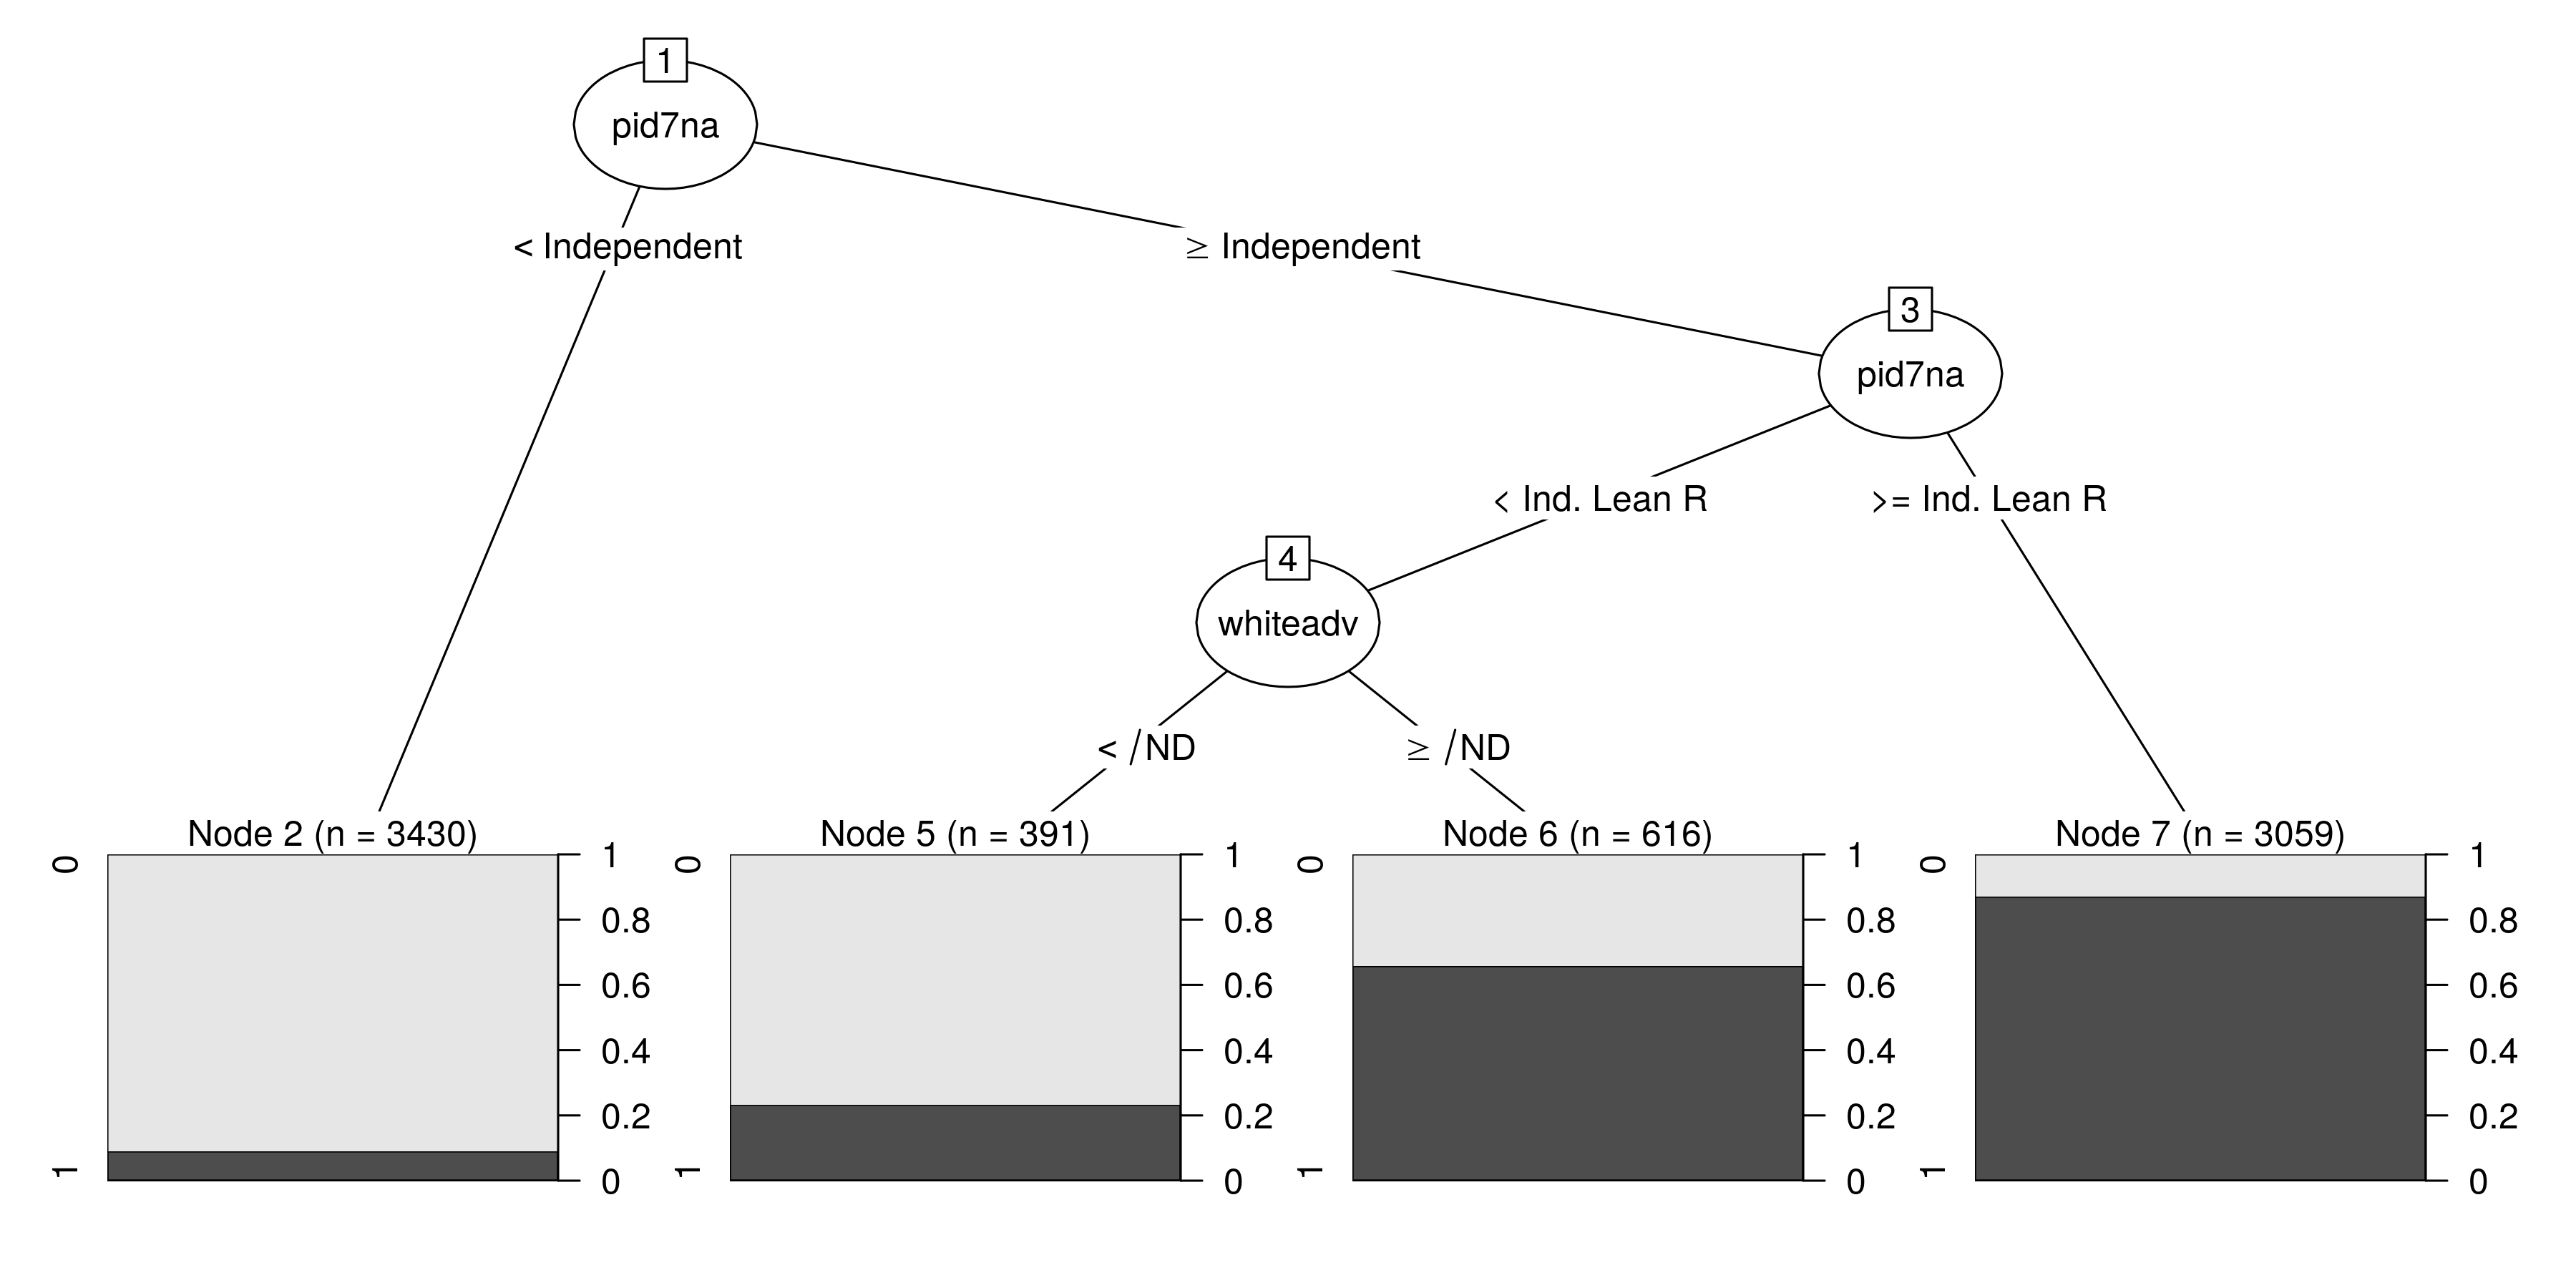 1
pid7na
< Independent
≥ Independent
3
pid7na
< Ind. Lean R
>= Ind. Lean R
4
whiteadv
< /ND
≥ /ND
Node 2 (n = 3430)
0
1
1
0.8
0.6
0.4
0.2
0
Node 5 (n = 391)
0
1
1
0.8
0.6
0.4
0.2
0
Node 6 (n = 616)
0
1
1
0.8
0.6
0.4
0.2
0
Node 7 (n = 3059)
0
1
1
0.8
0.6
0.4
0.2
0